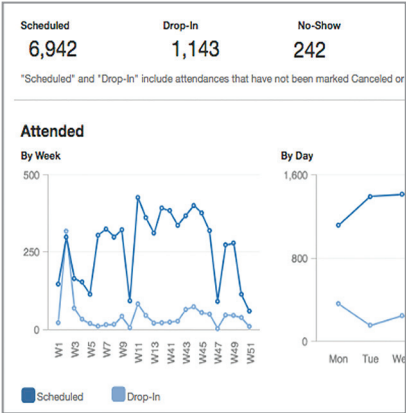 Scheduled Drop-In No-Show
6,942 1,143 242
"Scheduled" and "Drop-In" include attendances that have not been marked Canceled or
Attended
By Week By Day
500 1,600
250 800
0 0
W1 W3 W5 W7 W9 W11 W13 W41 W43 W45 W47 W49 W51
Mon Tue We
Scheduled Drop-In